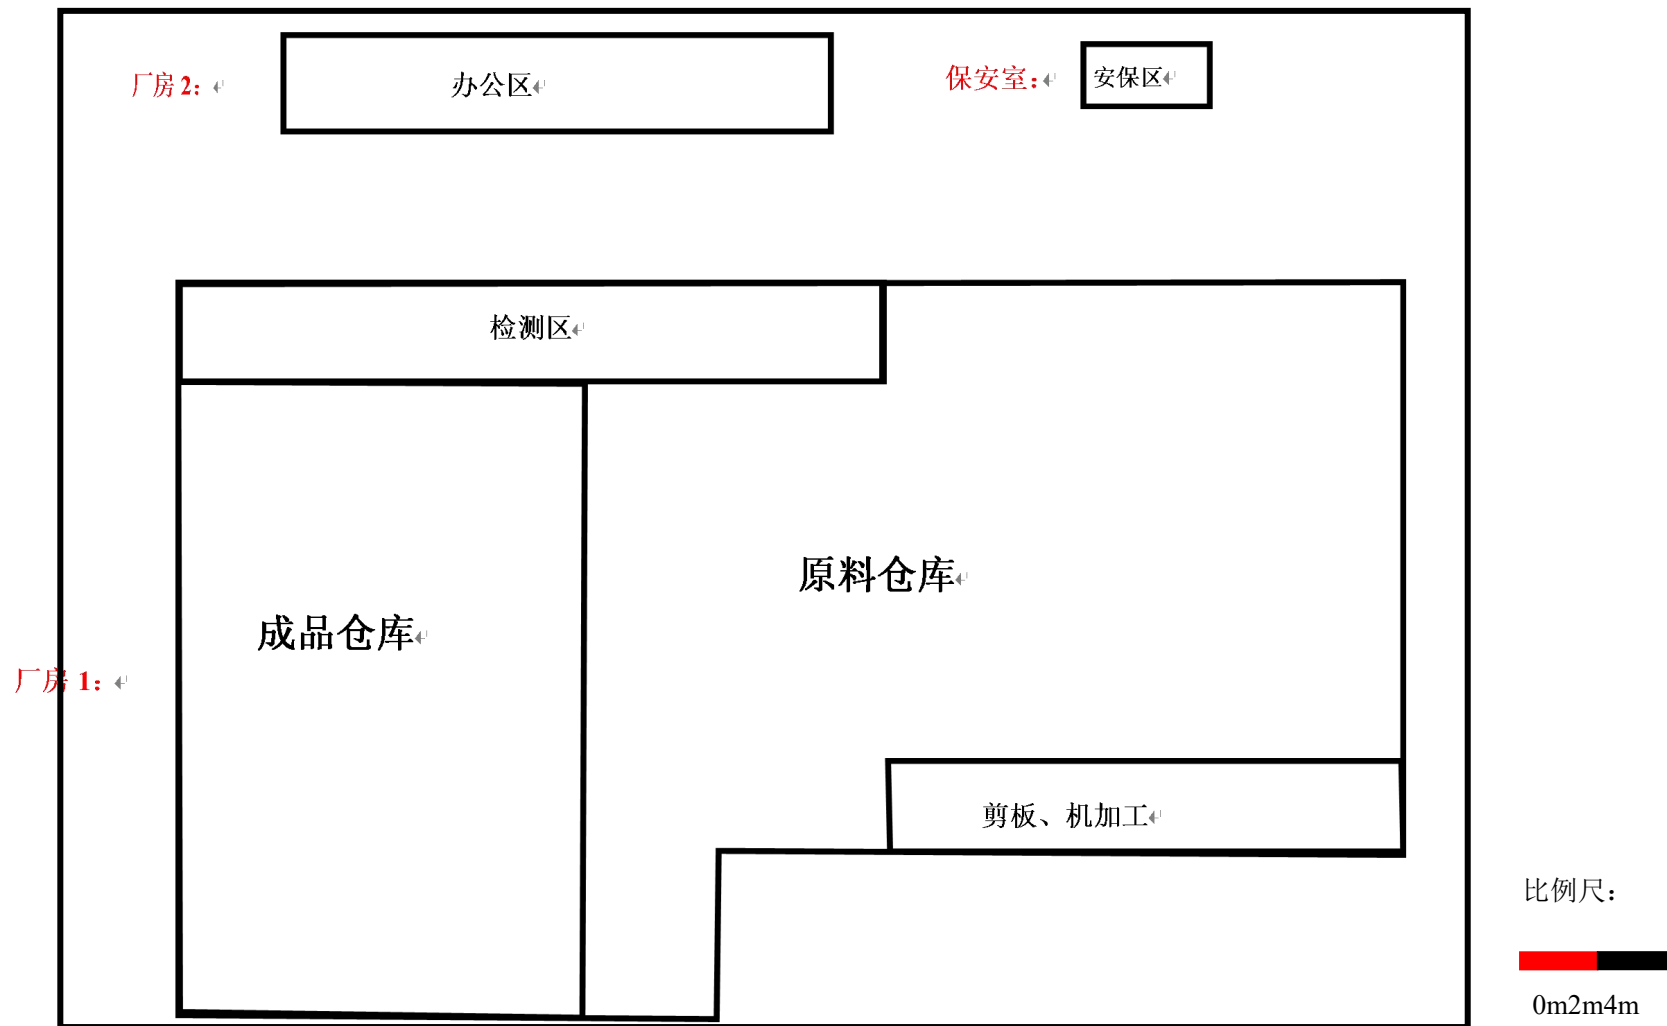 厂房 2：
办公区
保安室：
安保区
检测区
原料仓库
成品仓库
厂房 1：
剪板、机加工
比例尺：
0m2m4m